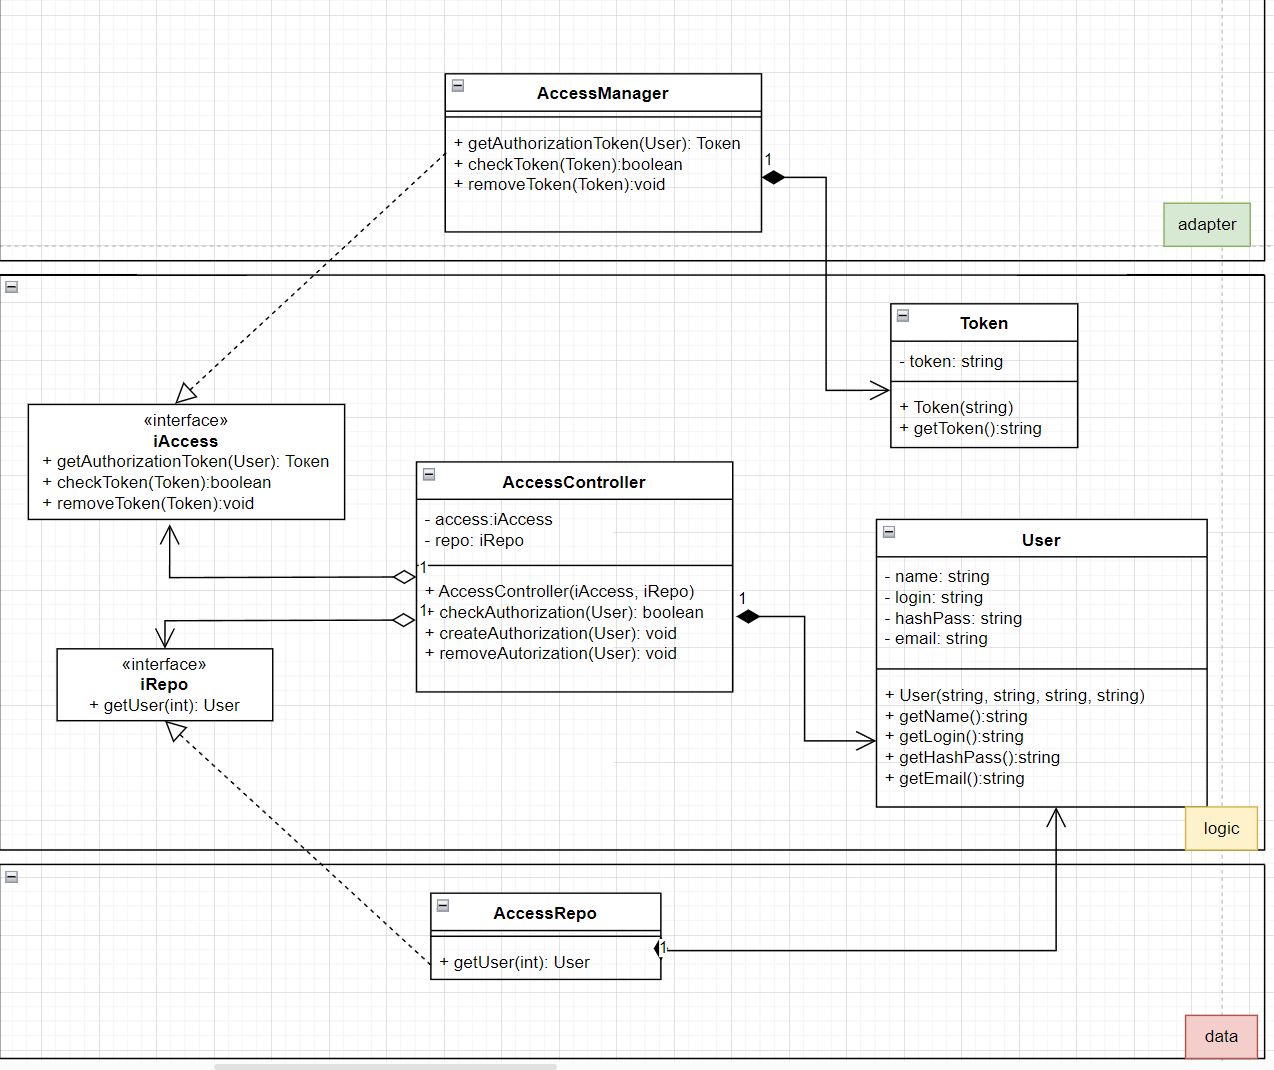 AccessManager
+ getAuthorizationToken(User): Token
+ checkToken(Token):boolean
+ removeToken(Token):void
1
adapter
Token
- token: string
+ Token(string)
+ getToken():string
«interface»
iAccess
+ getAuthorizationToken(User): Token
+ checkToken(Token):boolean
+ removeToken(Token):void
AccessController
- access:iAccess
- repo: iRepo
1
+ AccessController(iAccess, iRepo)
1
+ checkAuthorization(User): boolean
+ createAuthorization(User): void
+ removeAutorization(User): void
1
User
- name: string
- login: string
- hashPass: string
- email: string
+ User(string, string, string, string)
+ getName():string
+ getLogin():string
+ getHashPass():string
+ getEmail():string
«interface»
iRepo
+ getUser(int): User
logic
AccessRepo
+ getUser(int): User
1
data